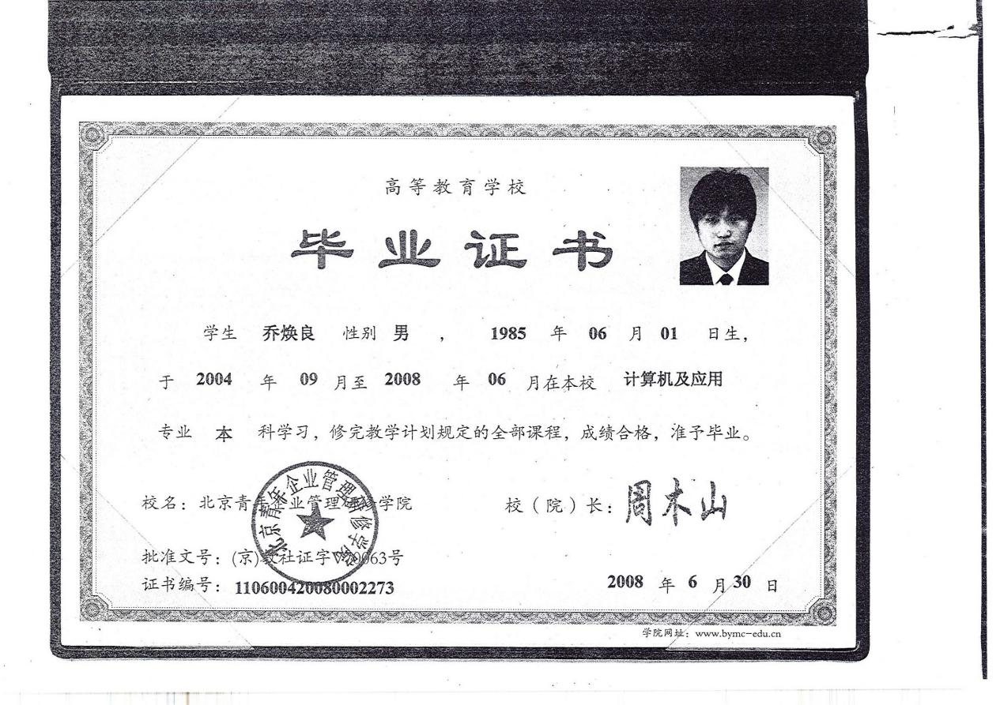 高等教育学校
毕业证书
学生 乔焕良 性别 男 , 1985 年 06 月 01 日生,
于 2004 年 09 月至 2008 年 06 月在本校 计算机及应用
专业 本 科学习, 修完教学计划规定的全部课程, 成绩合格, 准予毕业。
校名: 北京青年企业管理研修学院 校(院)长: 周木山
北京青年企业管理研修学院
批准文号: (京)教社证字 0063号
证书编号: 110600420080002273 2008 年 6 月 30 日
学院网址: www.bymc-edu.cn